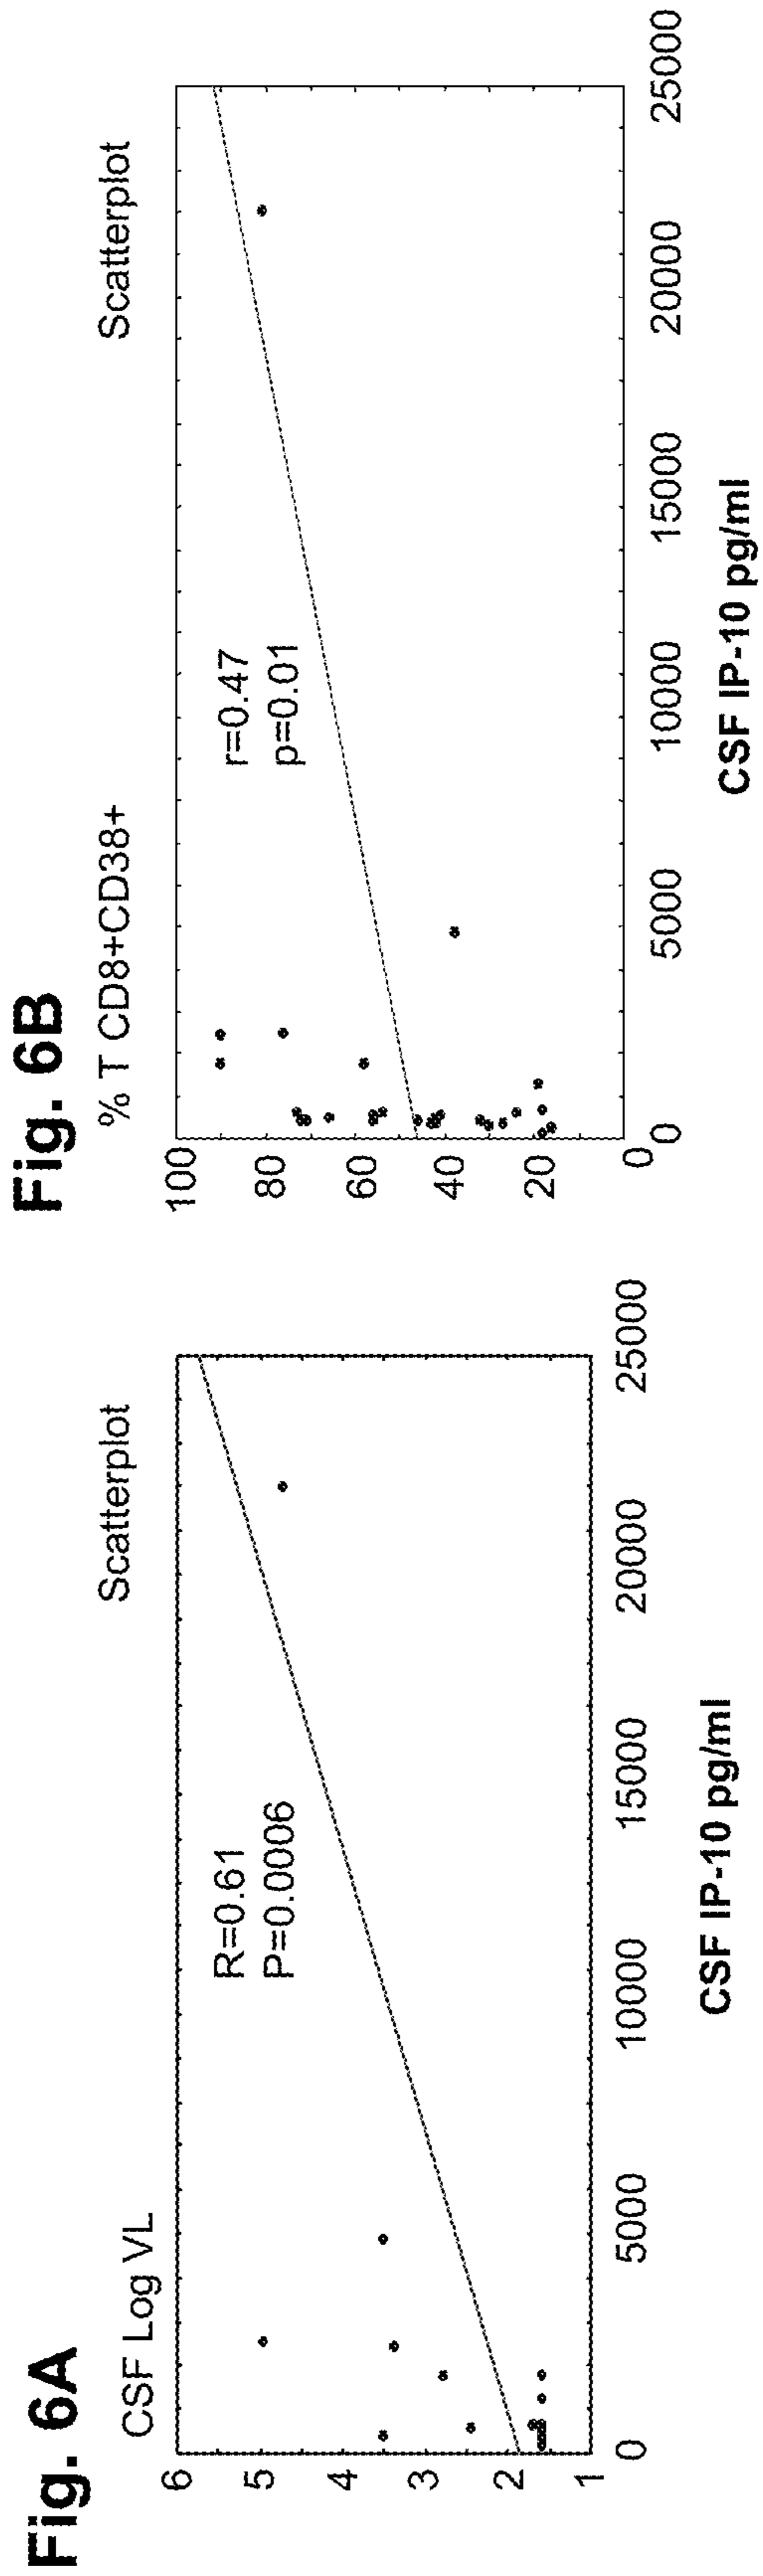 Fig. 6A
CSF Log VL
Scatterplot
R=0.61
P=0.0006
6
5
4
3
2
1
0
5000
10000
15000
20000
25000
CSF IP-10 pg/ml
Fig. 6B
% T CD8+CD38+
Scatterplot
r=0.47
p=0.01
100
80
60
40
20
0
0
5000
10000
15000
20000
25000
CSF IP-10 pg/ml